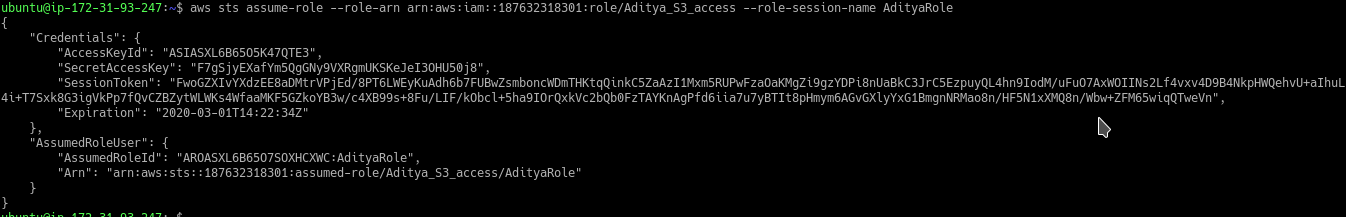 ubuntu@ip-172-31-93-247:~$ aws sts assume-role --role-arn arn:aws:iam::187632318301:role/Aditya_S3_access --role-session-name AdityaRole
{
    "Credentials": {
        "AccessKeyId": "ASIASXL6B65O5K47QTE3",
        "SecretAccessKey": "F7gSjyEXafYm5QgGNy9VXRgmUKSKeJeI3OHU50j8",
        "SessionToken": "FwoGZXIvYXdzEE8aDMtrVPjEd/8PT6LWEyKuAdh6b7FUBwZsmboncWDmTHKtqQinkC5ZaAzI1Mxm5RUPwFzaOaKMgZi9gzYDPi8nUaBkC3JrC5EzpuyQL4hn9IodM/uFuO7AxWOIINs2Lf4vxv4D9B4NkpHWQehvU+aIhuL
4i+T7Sxk8G3igVkPp7fQvCZBZytWLWKs4WfaaMKF5GZkoYB3w/c4XB99s+8Fu/LIF/kObcl+5ha9IOrQxkVc2bQb0FzTAYKnAgPfd6iia7u7yBTIt8pHmym6AGvGXlyYxG1BmgnNRMao8n/HF5N1xXMQ8n/Wbw+ZFM65wiqQTweVn",
        "Expiration": "2020-03-01T14:22:34Z"
    },
    "AssumedRoleUser": {
        "AssumedRoleId": "AROASXL6B65O7SOXHCXWC:AdityaRole",
        "Arn": "arn:aws:sts::187632318301:assumed-role/Aditya_S3_access/AdityaRole"
    }
}
ubuntu@ip-172-31-93-247:~$